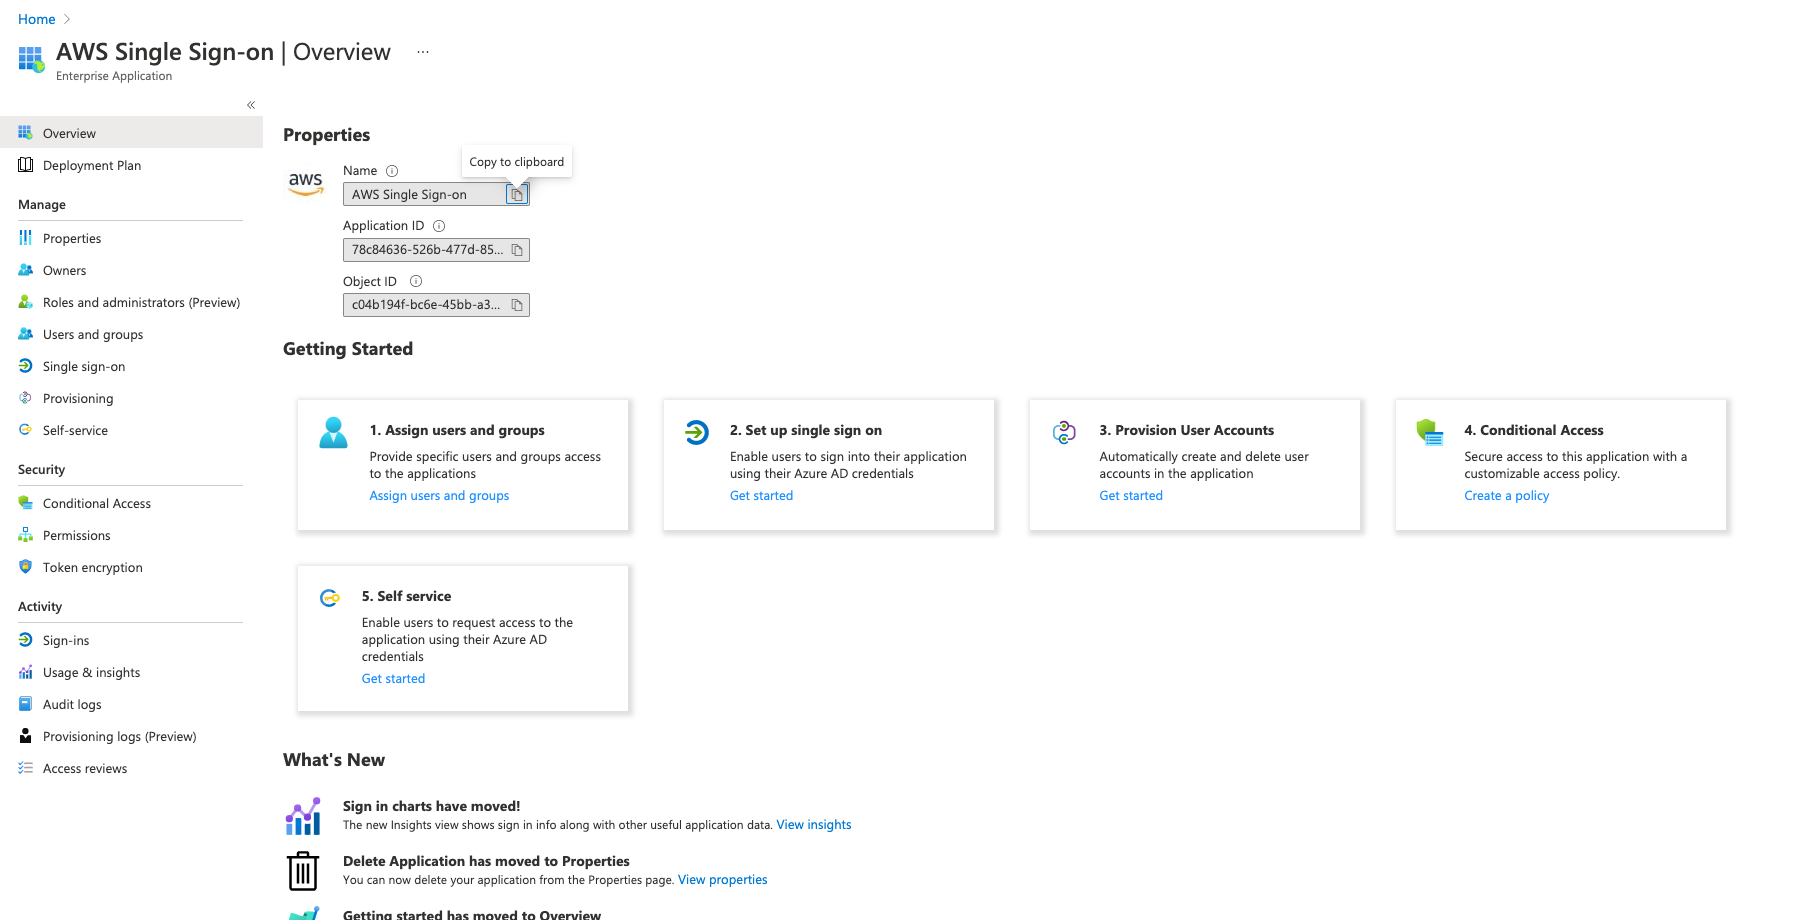 Home
AWS Single Sign-on | Overview ...
Enterprise Application
«
Overview
Deployment Plan
Manage
Properties
Owners
Roles and administrators (Preview)
Users and groups
Single sign-on
Provisioning
Self-service
Security
Conditional Access
Permissions
Token encryption
Activity
Sign-ins
Usage & insights
Audit logs
Provisioning logs (Preview)
Access reviews
Properties
Copy to clipboard
aws
Name
AWS Single Sign-on
Application ID
78c84636-526b-477d-85...
Object ID
c04b194f-bc6e-45bb-a3...
Getting Started
1. Assign users and groups
Provide specific users and groups access
to the applications
Assign users and groups
2. Set up single sign on
Enable users to sign into their application
using their Azure AD credentials
Get started
3. Provision User Accounts
Automatically create and delete user
accounts in the application
Get started
4. Conditional Access
Secure access to this application with a
customizable access policy.
Create a policy
5. Self service
Enable users to request access to the
application using their Azure AD
credentials
Get started
What's New
Sign in charts have moved!
The new Insights view shows sign in info along with other useful application data. View insights
Delete Application has moved to Properties
You can now delete your application from the Properties page. View properties
Getting started has moved to Overview